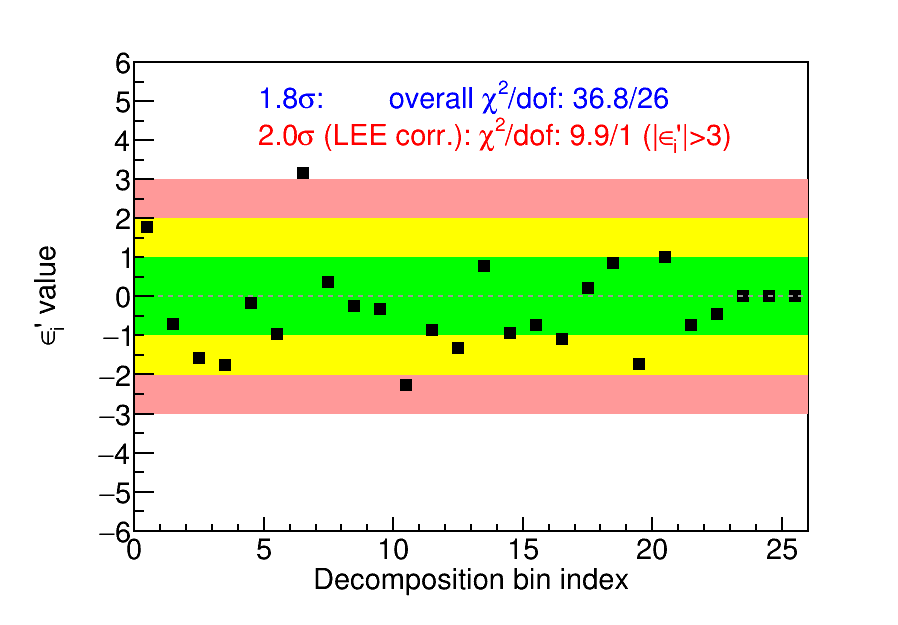 6
5
4
3
2
1
0
−1
−2
−3
−4
−5
−6
ϵᵢ' value
1.8σ: overall χ²/dof: 36.8/26
2.0σ (LEE corr.): χ²/dof: 9.9/1 (|ϵᵢ'|>3)
0 5 10 15 20 25
Decomposition bin index